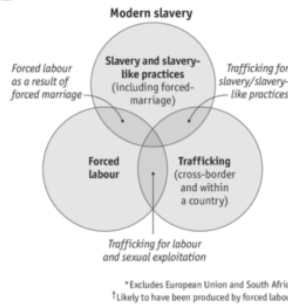 Modern slavery
Forced labour
as a result of
forced marriage
Slavery and slavery-
like practices
(including forced-
marriage)
Trafficking for
slavery/slavery-
like practices
Forced
labour
Trafficking
(cross-border
and within
a country)
Trafficking for labour
and sexual exploitation
*Excludes European Union and South Afri
†Likely to have been produced by forced labou